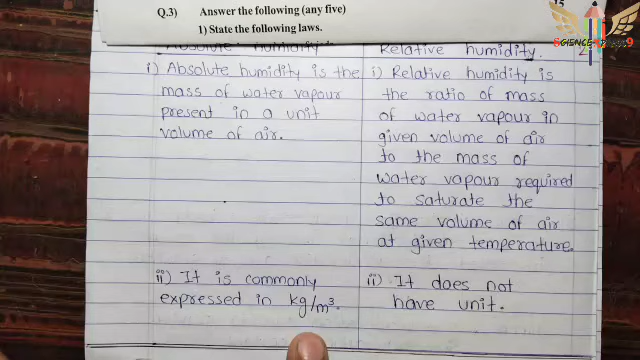 Q.3) Answer the following (any five)
15
1) State the following laws.
Absolute humidity
Relative humidity.
i) Absolute humidity is the
mass of water vapour
present in a unit
volume of air.
i) Relative humidity is
the ratio of mass
of water vapour in
given volume of air
to the mass of
water vapour required
to saturate the
same volume of air
at given temperature.
ii) It is commonly
expressed in kg/m³.
ii) It does not
have unit.